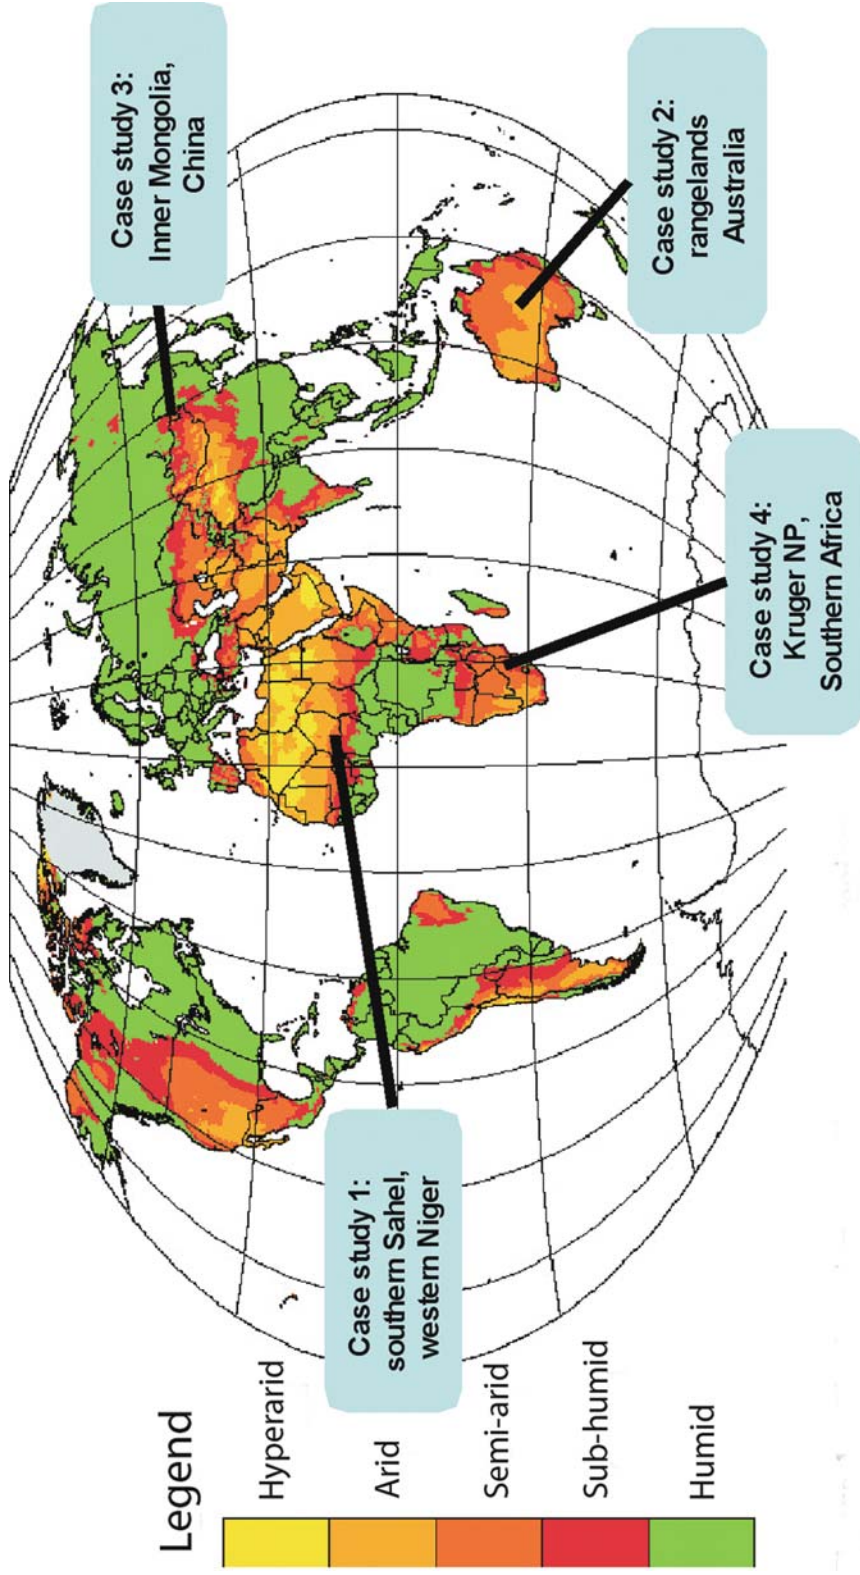 Case study 3:
Inner Mongolia,
China
Case study 2:
rangelands
Australia
Case study 4:
Kruger NP,
Southern Africa
Case study 1:
southern Sahel,
western Niger
Legend
Hyperarid
Arid
Semi-arid
Sub-humid
Humid